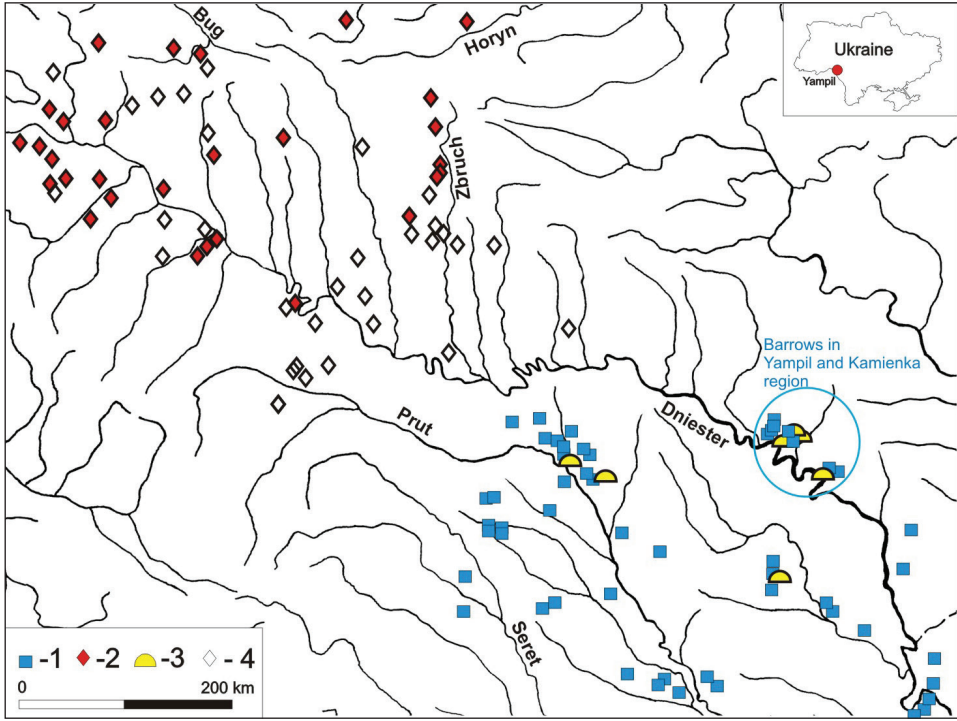 Bug
Horyn
Ukraine
Yampil
Zbruch
Barrows in
Yampil and Kamienka
region
Dniester
Prut
Seret
-1 -2 -3 - 4
0 200 km